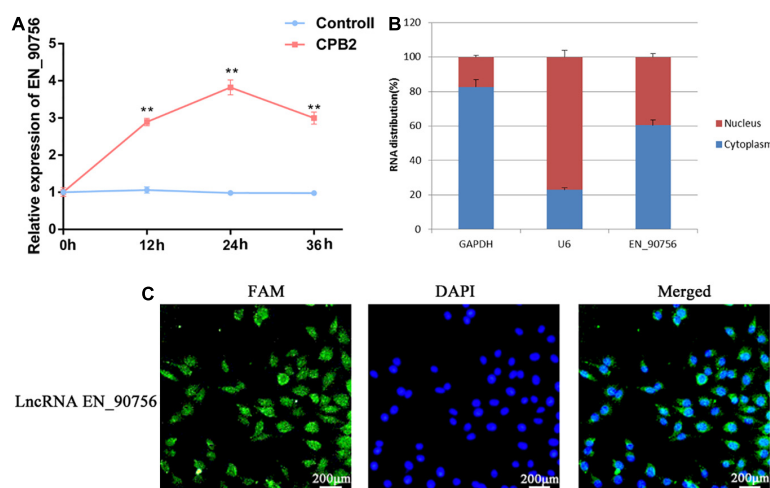 A
Controll
CPB2
Relative expression of EN_90756
5
4
3
2
1
0
**
**
**
0h 12h 24h 36h
B
RNA distribution(%)
120
100
80
60
40
20
0
GAPDH U6 EN_90756
Nucleus
Cytoplasm
C
FAM DAPI Merged
LncRNA EN_90756
200μm 200μm 200μm